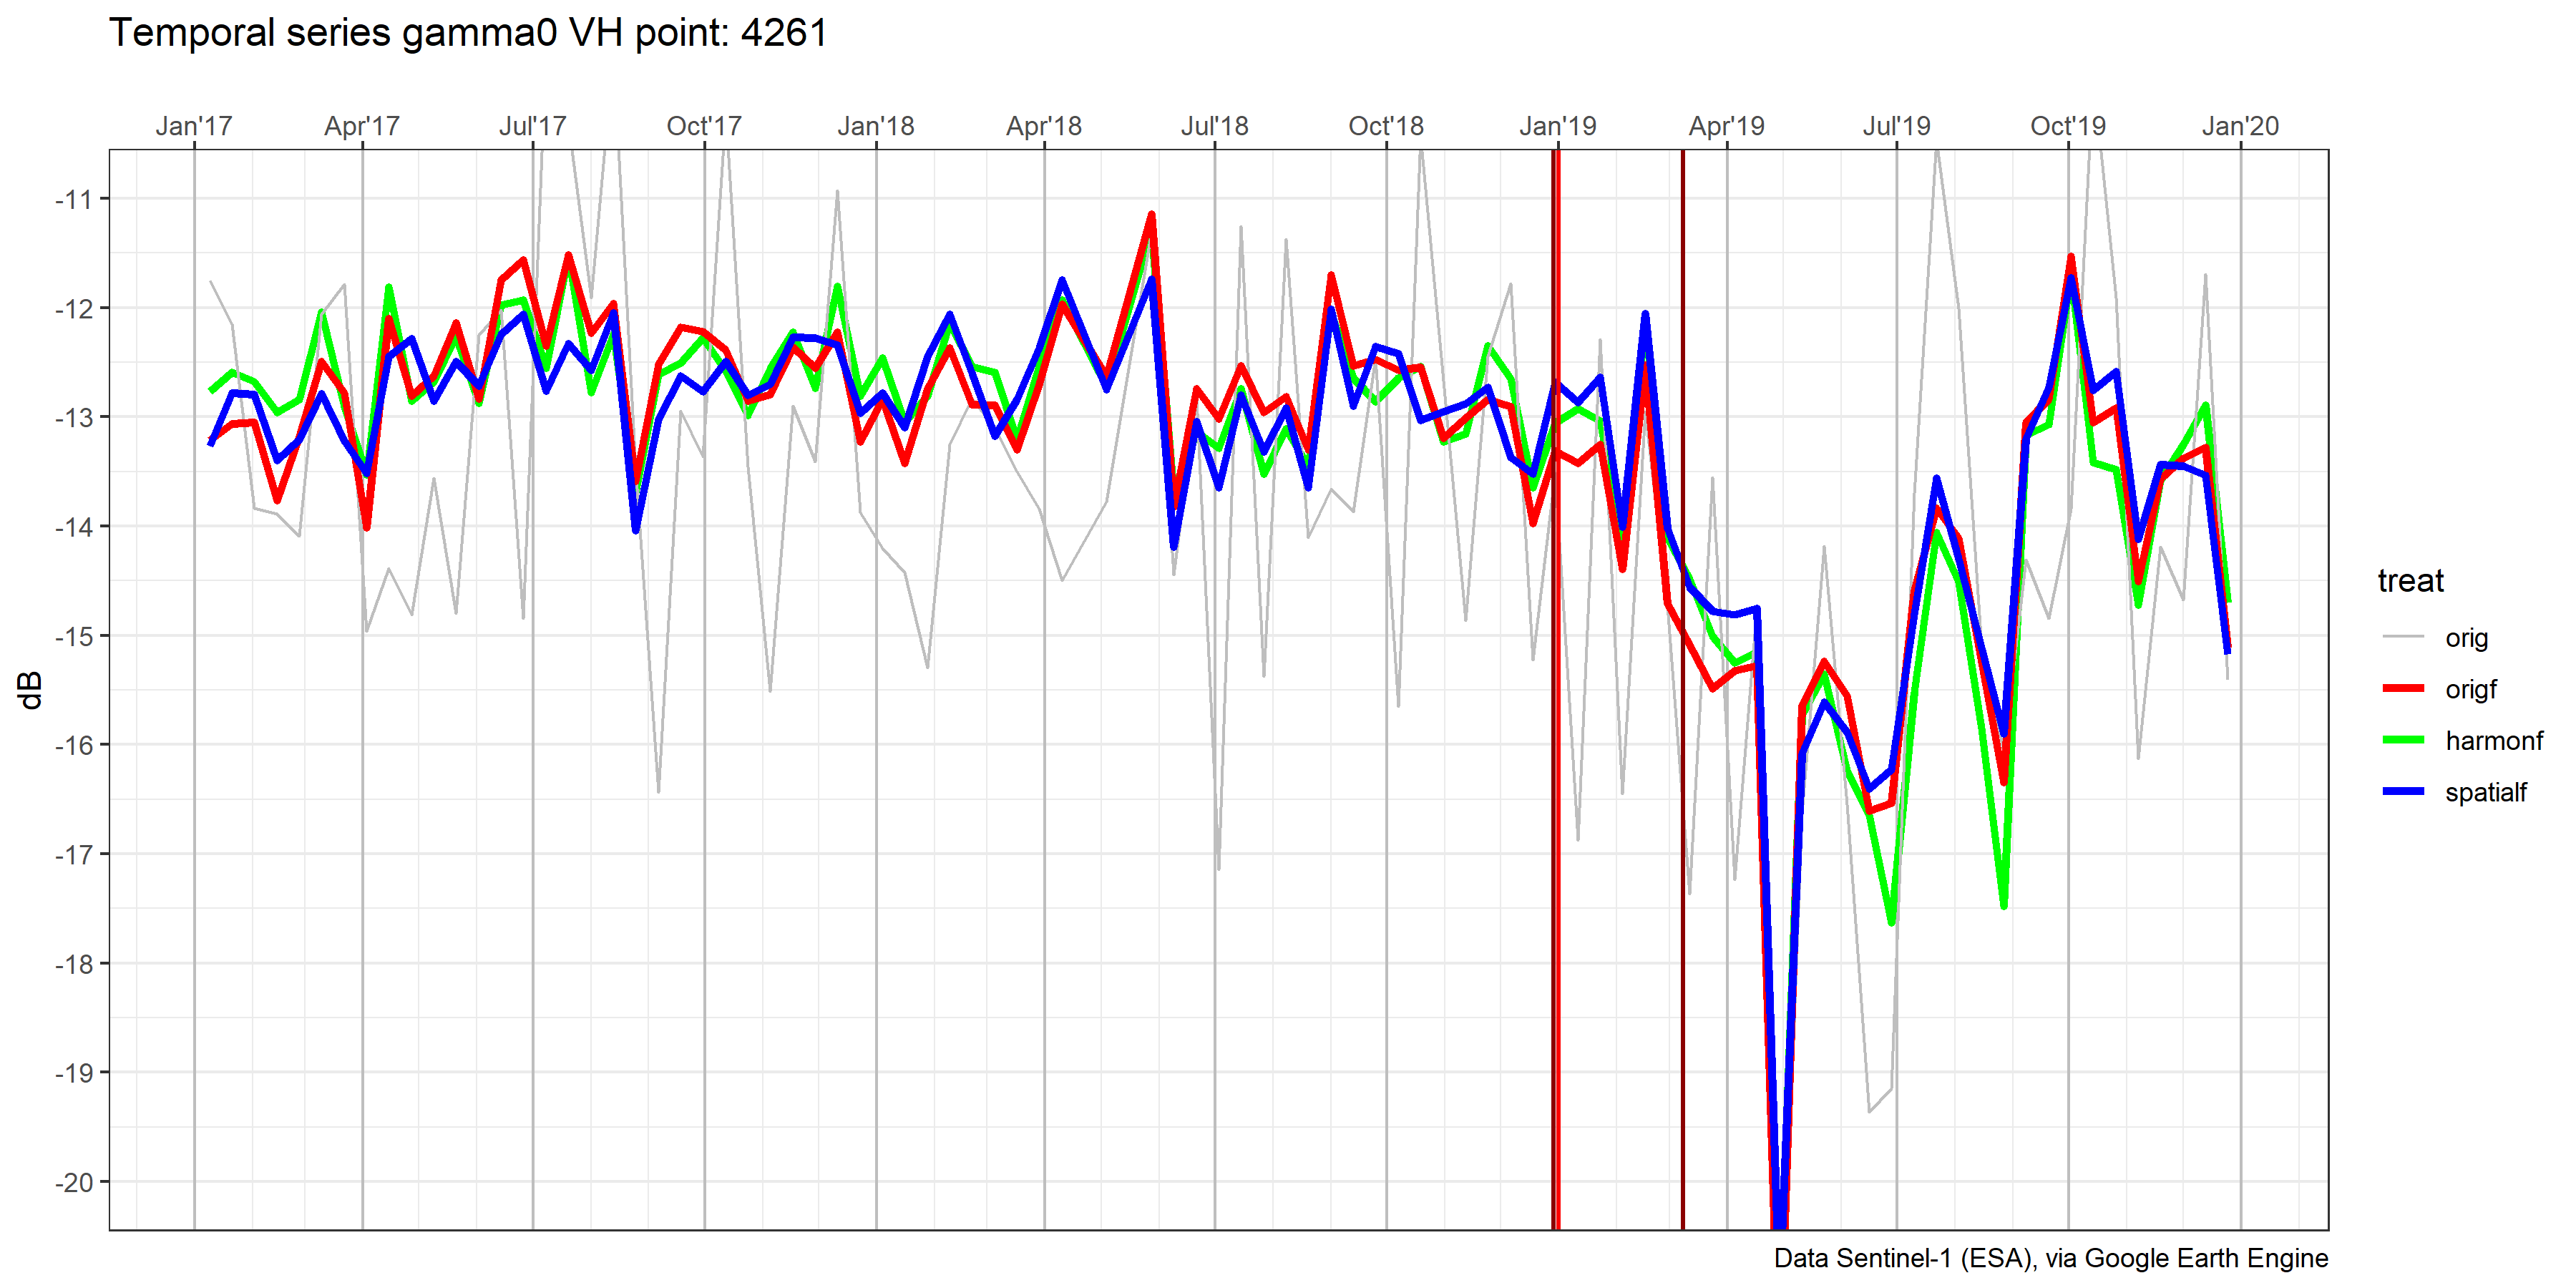 Temporal series gamma0 VH point: 4261
Jan'17 Apr'17 Jul'17 Oct'17 Jan'18 Apr'18 Jul'18 Oct'18 Jan'19 Apr'19 Jul'19 Oct'19 Jan'20
-11
-12
-13
-14
-15
-16
-17
-18
-19
-20
dB
treat
orig
origf
harmonf
spatialf
Data Sentinel-1 (ESA), via Google Earth Engine